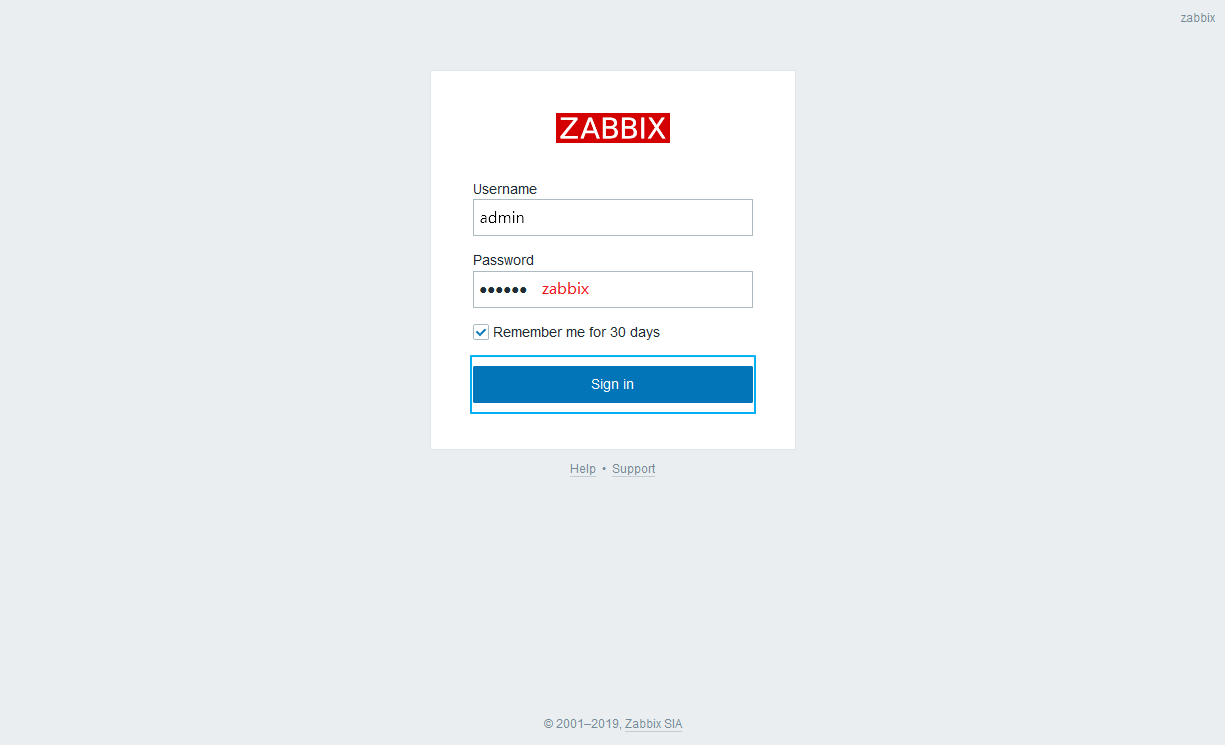 zabbix
ZABBIX
Username
admin
Password
•••••• zabbix
Remember me for 30 days
Sign in
Help • Support
© 2001–2019, Zabbix SIA